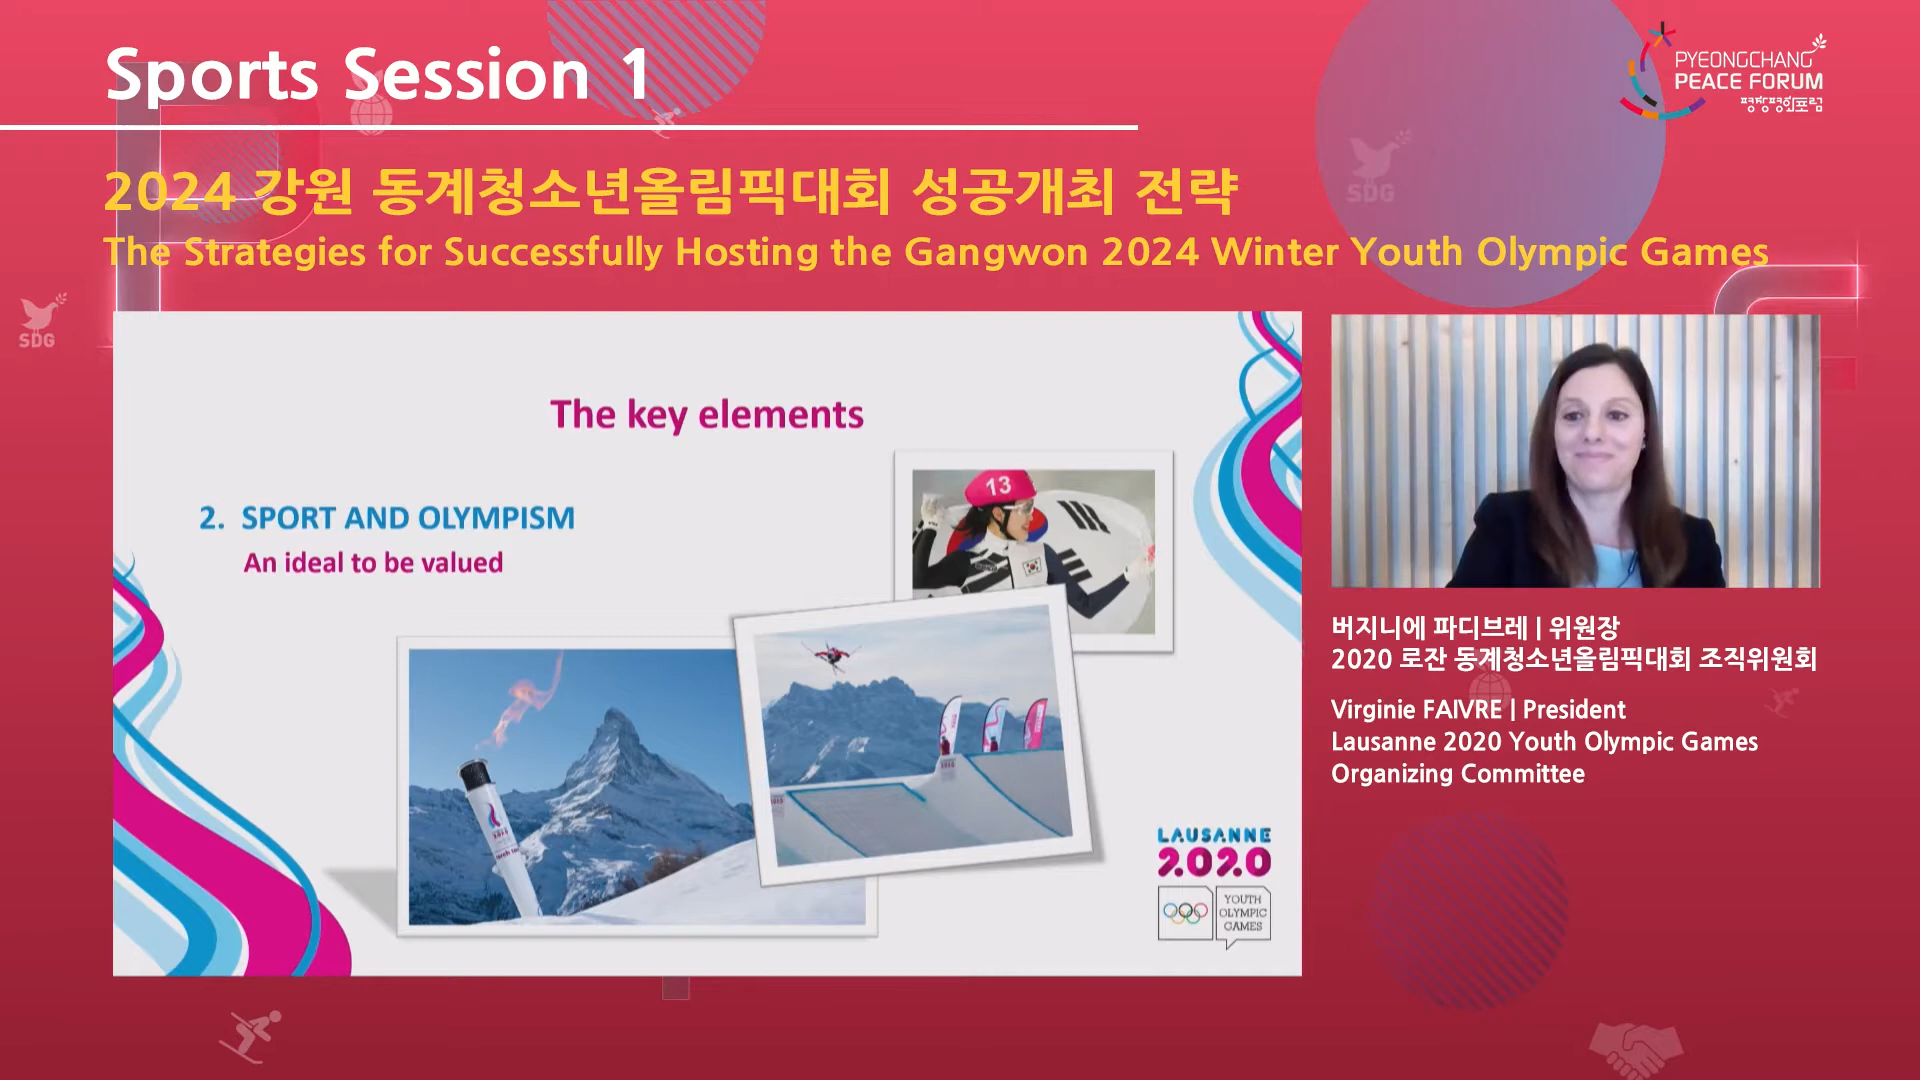 Sports Session 1
PYEONGCHANG
PEACE FORUM
평창평화포럼
2024 강원 동계청소년올림픽대회 성공개최 전략
The Strategies for Successfully Hosting the Gangwon 2024 Winter Youth Olympic Games
SDG
SDG
The key elements
2. SPORT AND OLYMPISM
An ideal to be valued
13
LAUSANNE
2020
YOUTH
OLYMPIC
GAMES
버지니에 파디브레 | 위원장
2020 로잔 동계청소년올림픽대회 조직위원회
Virginie FAIVRE | President
Lausanne 2020 Youth Olympic Games
Organizing Committee